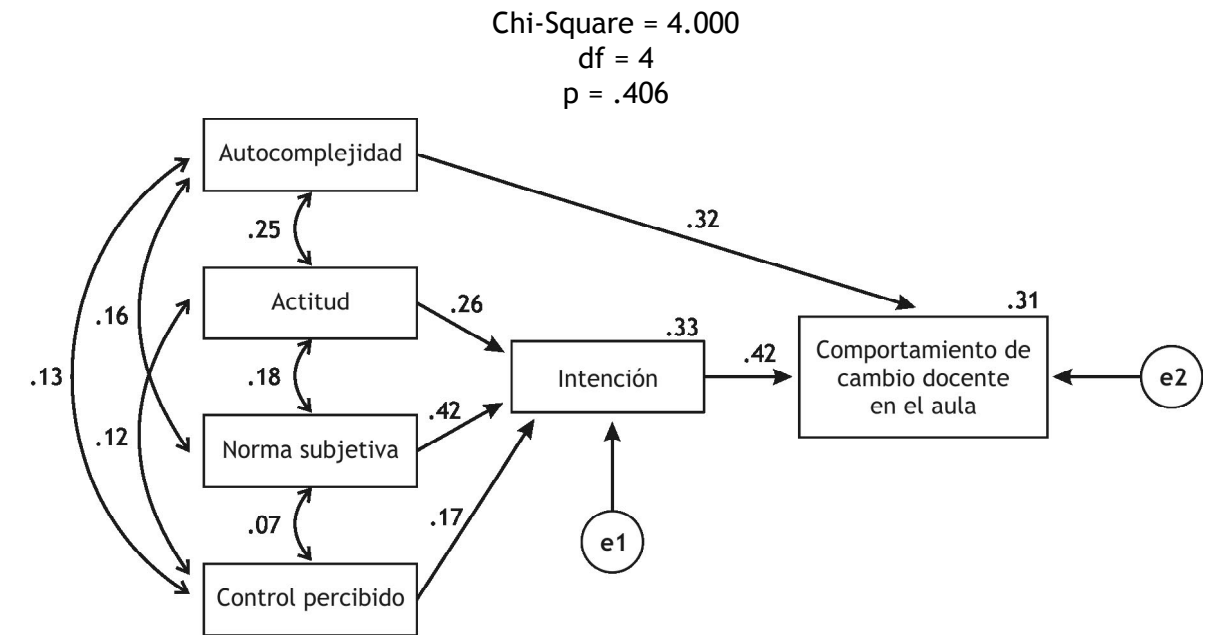 Chi-Square = 4.000
df = 4
p = .406
Autocomplejidad
.32
.25
Actitud
.26
.31
.16
.33
Comportamiento de
cambio docente
en el aula
.42
Intención
e2
.13
.18
.42
.12
Norma subjetiva
.07
.17
e1
Control percibido